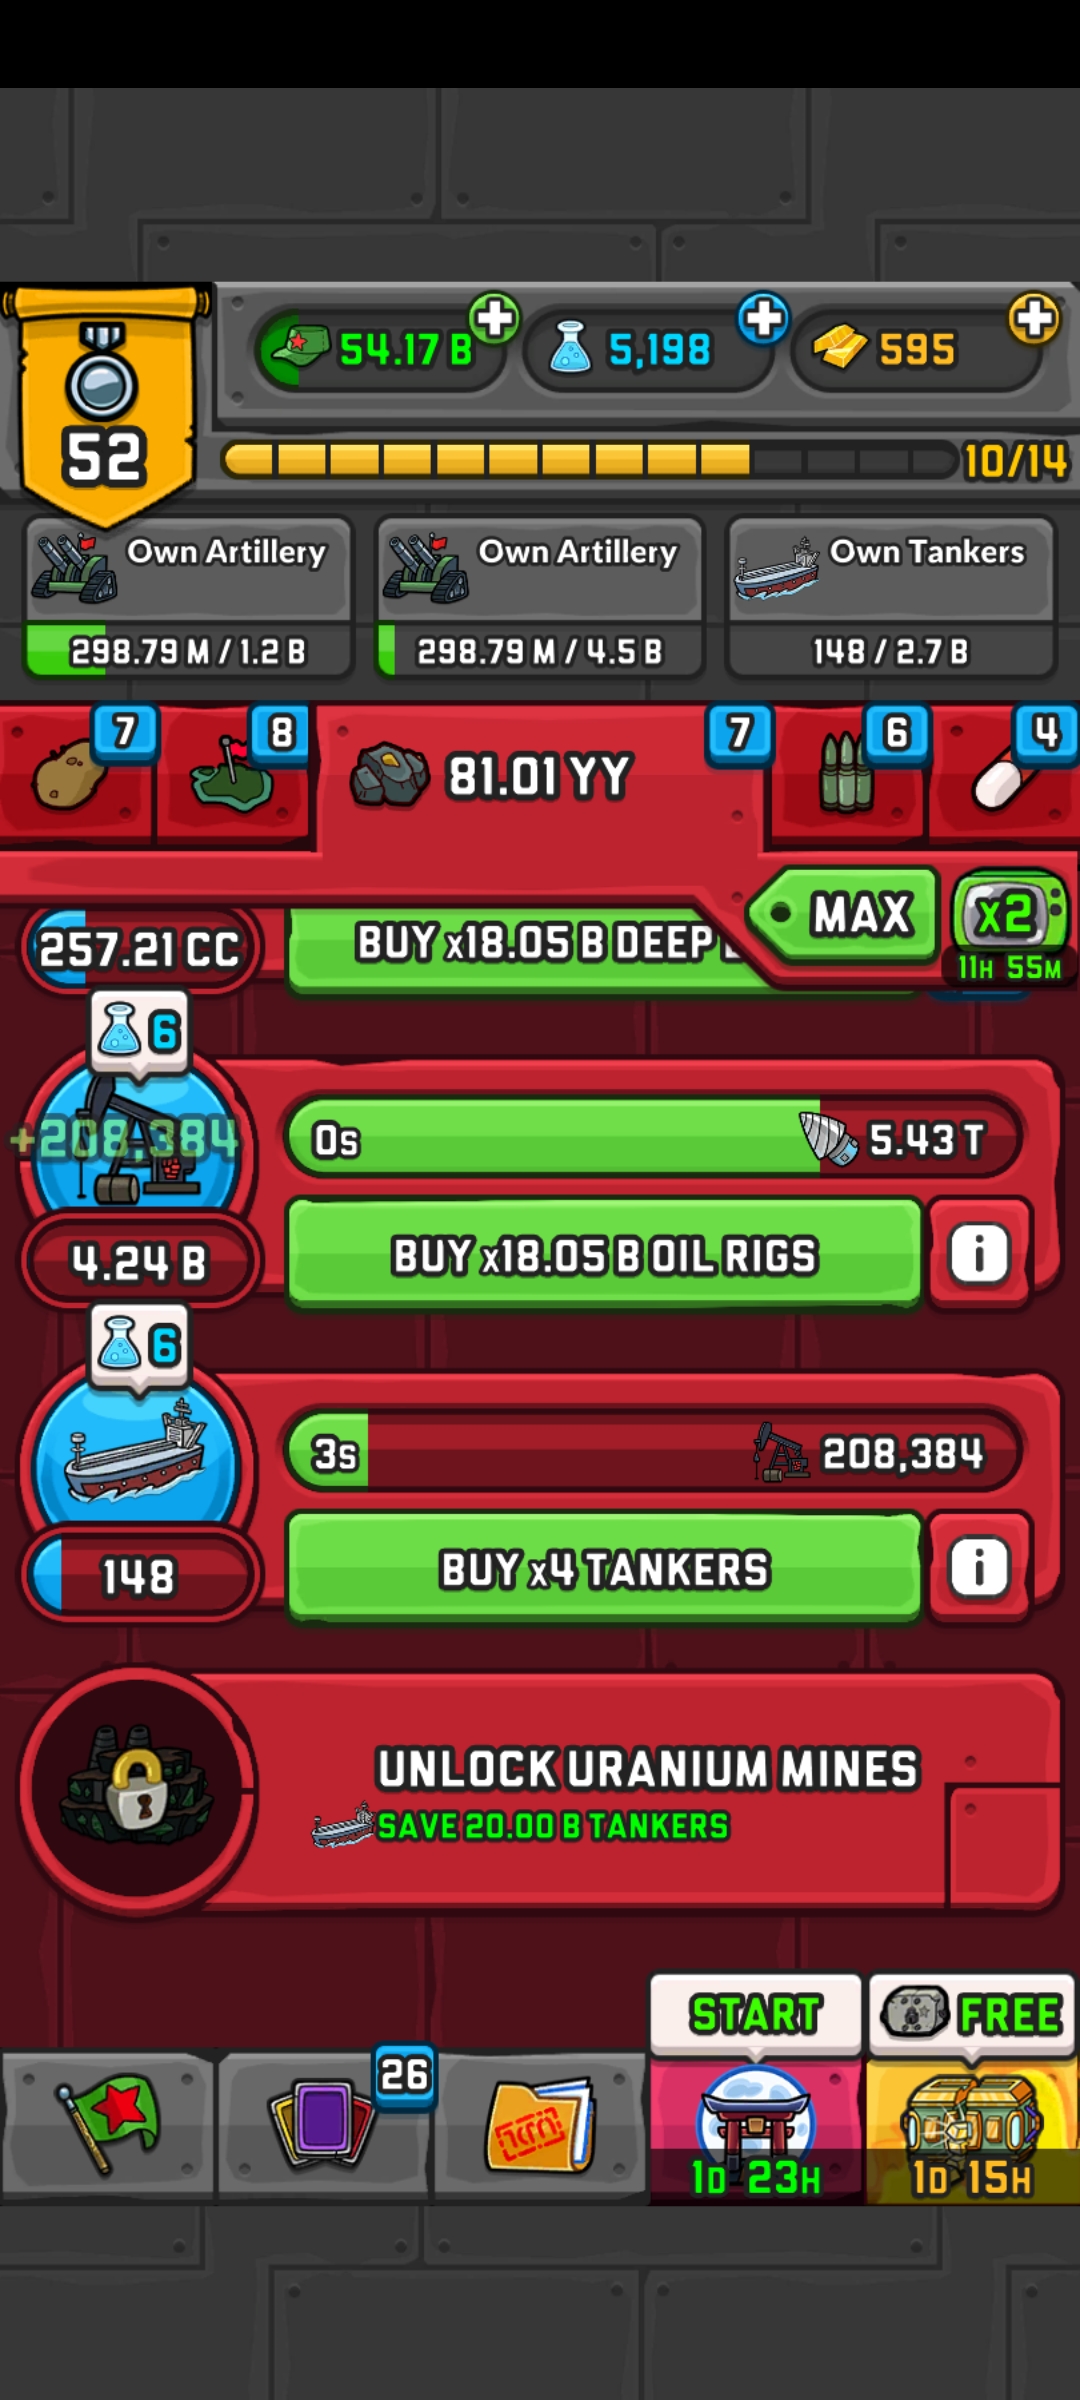 54.17 B
5,198
595
52
10/14
Own Artillery
Own Artillery
Own Tankers
298.79 M / 1.2 B
298.79 M / 4.5 B
148 / 2.7 B
7
8
81.01 YY
7
6
4
MAX
x2
11H 55M
257.21 CC
BUY x18.05 B DEEP
6
+208,384
0s
5.43 T
4.24 B
BUY x18.05 B OIL RIGS
i
6
3s
208,384
148
BUY x4 TANKERS
i
UNLOCK URANIUM MINES
SAVE 20.00 B TANKERS
START
FREE
26
1D 23H
1D 15H